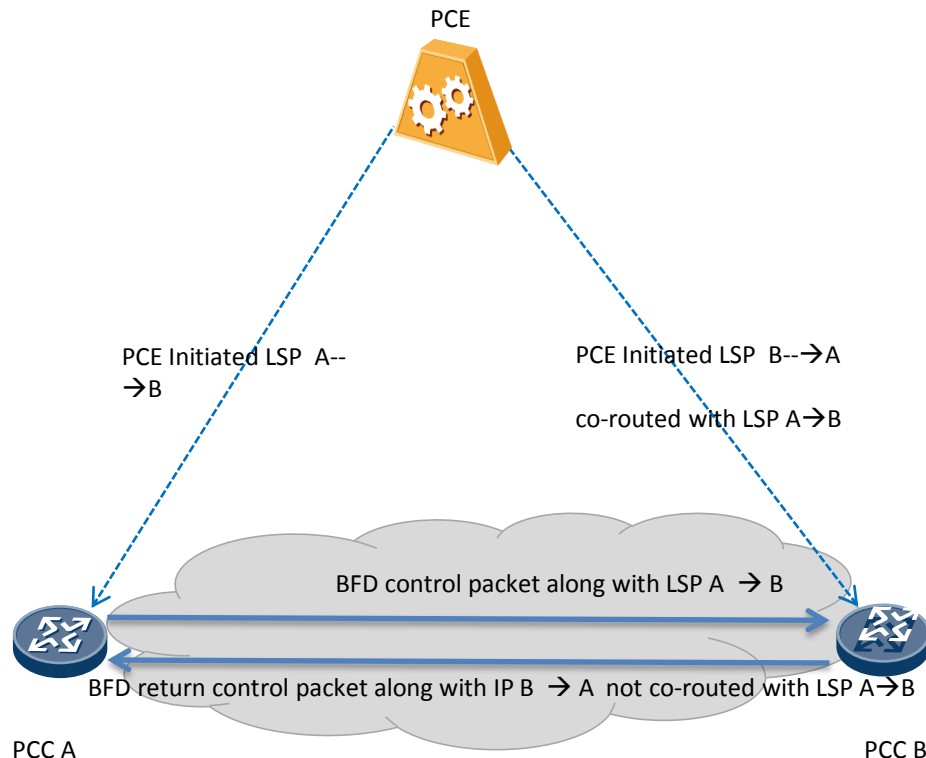 PCE
PCE Initiated LSP A--
→B
PCE Initiated LSP B--→A
co-routed with LSP A→B
BFD control packet along with LSP A → B
BFD return control packet along with IP B → A not co-routed with LSP A→B
PCC A
PCC B